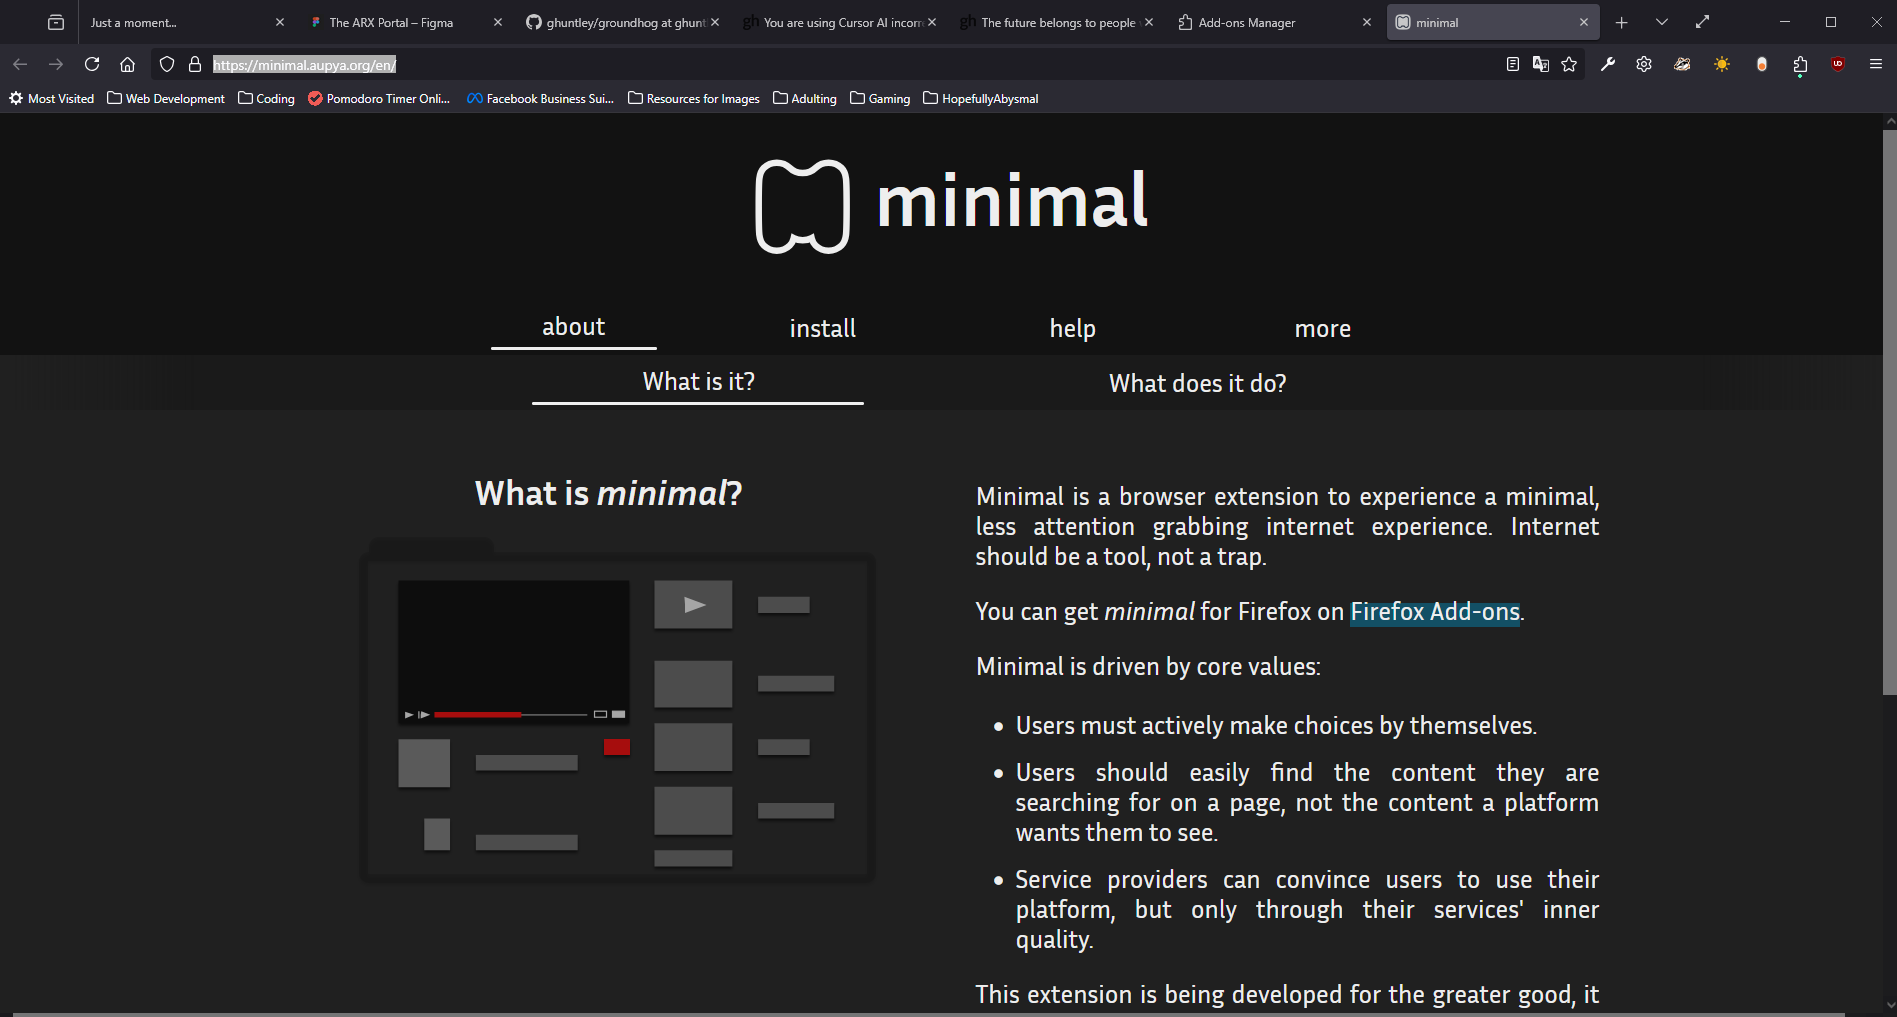 Just a moment...
The ARX Portal – Figma
ghuntley/groundhog at ghunt
You are using Cursor AI incorr
The future belongs to people
Add-ons Manager
minimal
https://minimal.aupya.org/en/
Most Visited
Web Development
Coding
Pomodoro Timer Onli...
Facebook Business Sui...
Resources for Images
Adulting
Gaming
HopefullyAbysmal
minimal
about
install
help
more
What is it?
What does it do?
What is minimal?
Minimal is a browser extension to experience a minimal,
less attention grabbing internet experience. Internet
should be a tool, not a trap.
You can get minimal for Firefox on Firefox Add-ons.
Minimal is driven by core values:
• Users must actively make choices by themselves.
• Users should easily find the content they are
searching for on a page, not the content a platform
wants them to see.
• Service providers can convince users to use their
platform, but only through their services' inner
quality.
This extension is being developed for the greater good, it